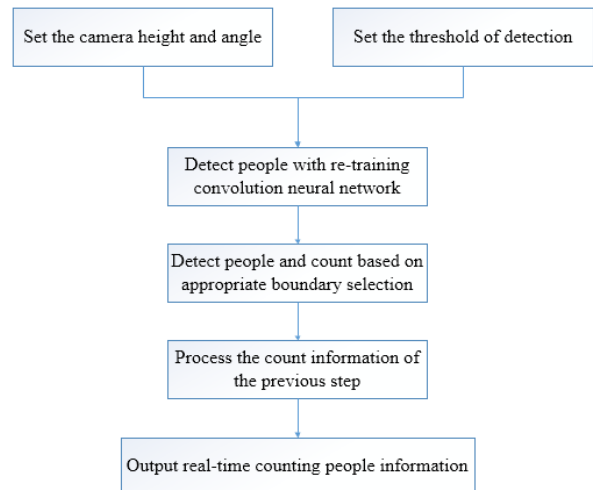 Set the camera height and angle
Set the threshold of detection
Detect people with re-training
convolution neural network
Detect people and count based on
appropriate boundary selection
Process the count information of
the previous step
Output real-time counting people information